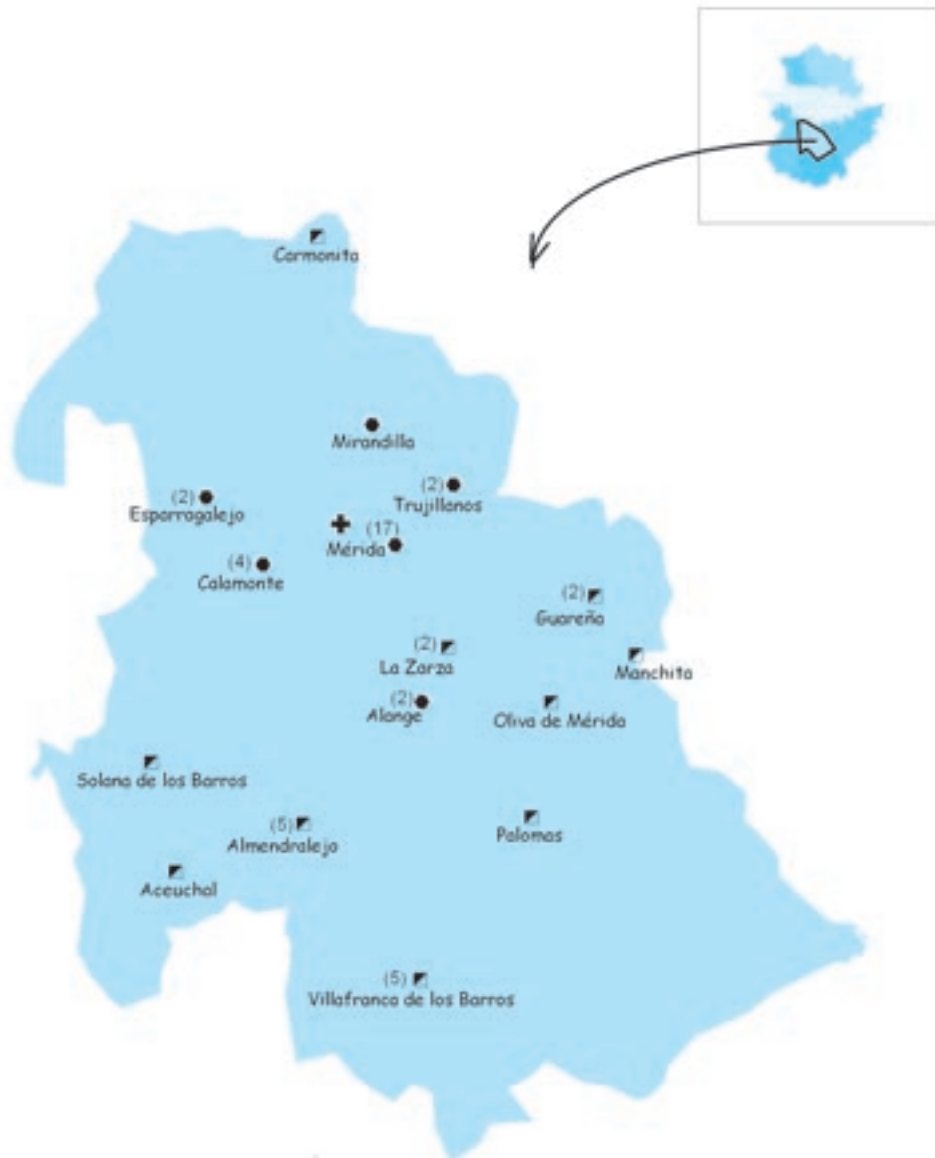 Carmonita
Mirandilla
(2)
Trujillanos
(2)
Esparragalejo
(17)
Mérida
(4)
Calamonte
(2)
Guareña
(2)
La Zarza
Manchita
(2)
Alange
Oliva de Mérida
Solana de los Barros
(5)
Almendralejo
Palomas
Aceuchal
(5)
Villafranca de los Barros